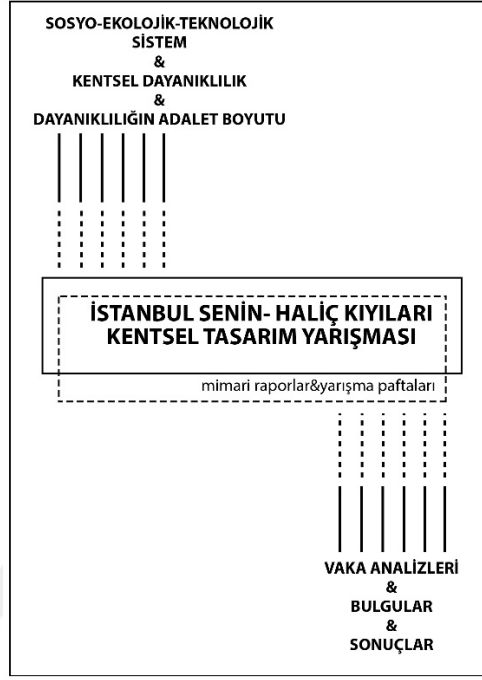 SOSYO-EKOLOJİK-TEKNOLOJİK
SİSTEM
&
KENTSEL DAYANIKLILIK
&
DAYANIKLILIĞIN ADALET BOYUTU
İSTANBUL SENİN- HALİÇ KIYILARI
KENTSEL TASARIM YARIŞMASI
mimari raporlar&yarışma paftaları
VAKA ANALİZLERİ
&
BULGULAR
&
SONUÇLAR